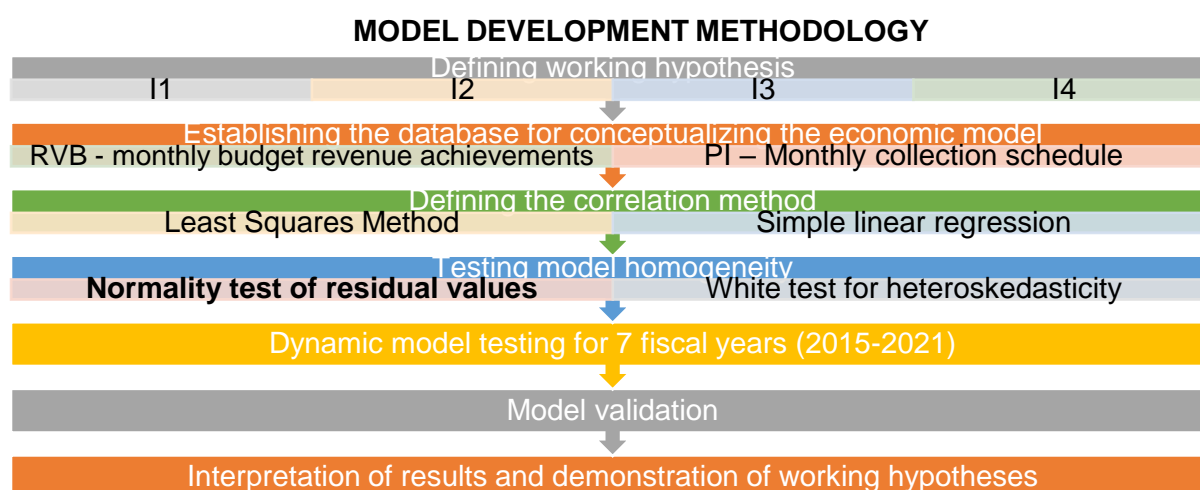 MODEL DEVELOPMENT METHODOLOGY
Defining working hypothesis
I1 I2 I3 I4
Establishing the database for conceptualizing the economic model
RVB - monthly budget revenue achievements PI – Monthly collection schedule
Defining the correlation method
Least Squares Method Simple linear regression
Testing model homogeneity
Normality test of residual values White test for heteroskedasticity
Dynamic model testing for 7 fiscal years (2015-2021)
Model validation
Interpretation of results and demonstration of working hypotheses